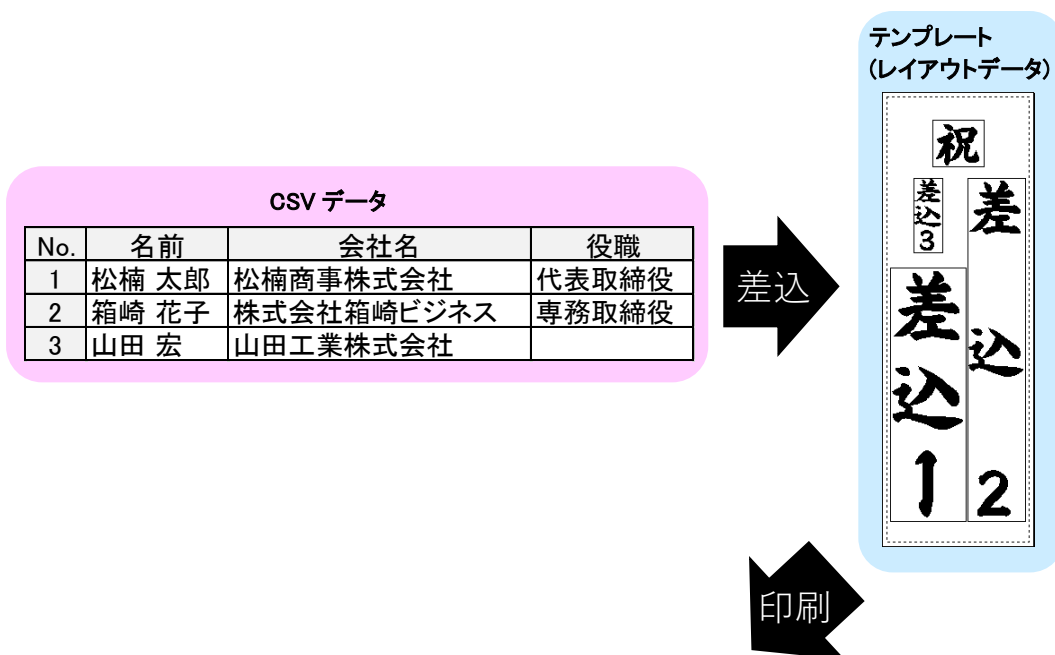 テンプレート
(レイアウトデータ)
CSV データ
No. 名前 会社名 役職
1 松楠 太郎 松楠商事株式会社 代表取締役
2 箱崎 花子 株式会社箱崎ビジネス 専務取締役
3 山田 宏 山田工業株式会社
差込
祝
差込2
差込3
差込1
印刷